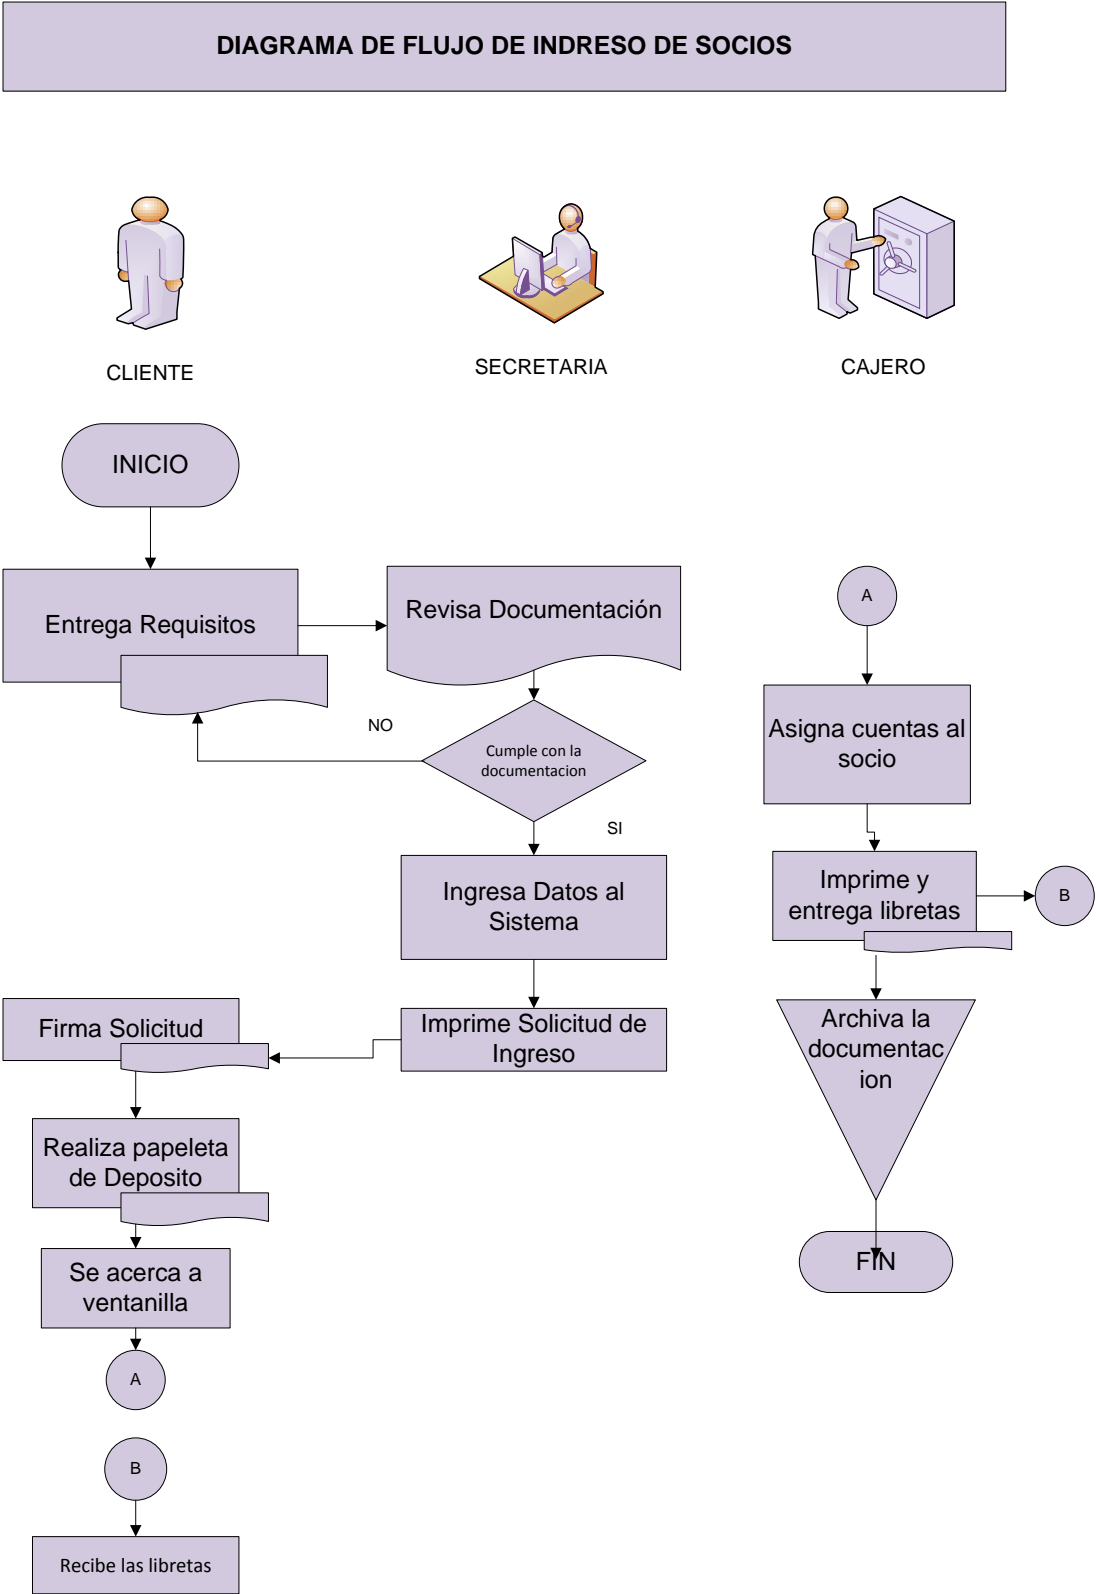 DIAGRAMA DE FLUJO DE INDRESO DE SOCIOS
CLIENTE
SECRETARIA
CAJERO
INICIO
Entrega Requisitos
Revisa Documentación
A
NO
Cumple con la
documentacion
Asigna cuentas al
socio
SI
Ingresa Datos al
Sistema
Imprime y
entrega libretas
B
Firma Solicitud
Imprime Solicitud de
Ingreso
Archiva la
documentac
ion
Realiza papeleta
de Deposito
Se acerca a
ventanilla
FIN
A
B
Recibe las libretas